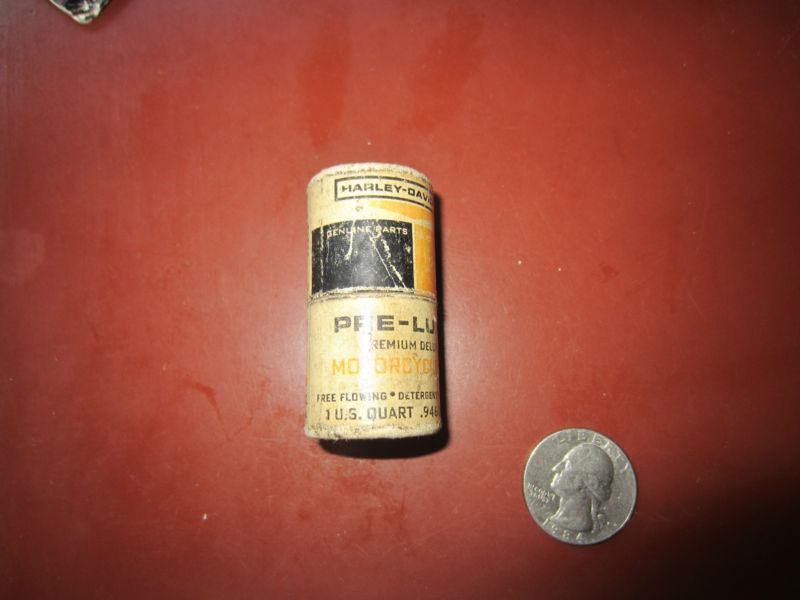 HARLEY-DAVI
GENUINE PARTS
PRE-LU
PREMIUM DELU
MOTORCYCL
FREE FLOWING • DETERGENT
1 U.S. QUART .946
LIBERTY
IN GOD WE
TRUST
1984